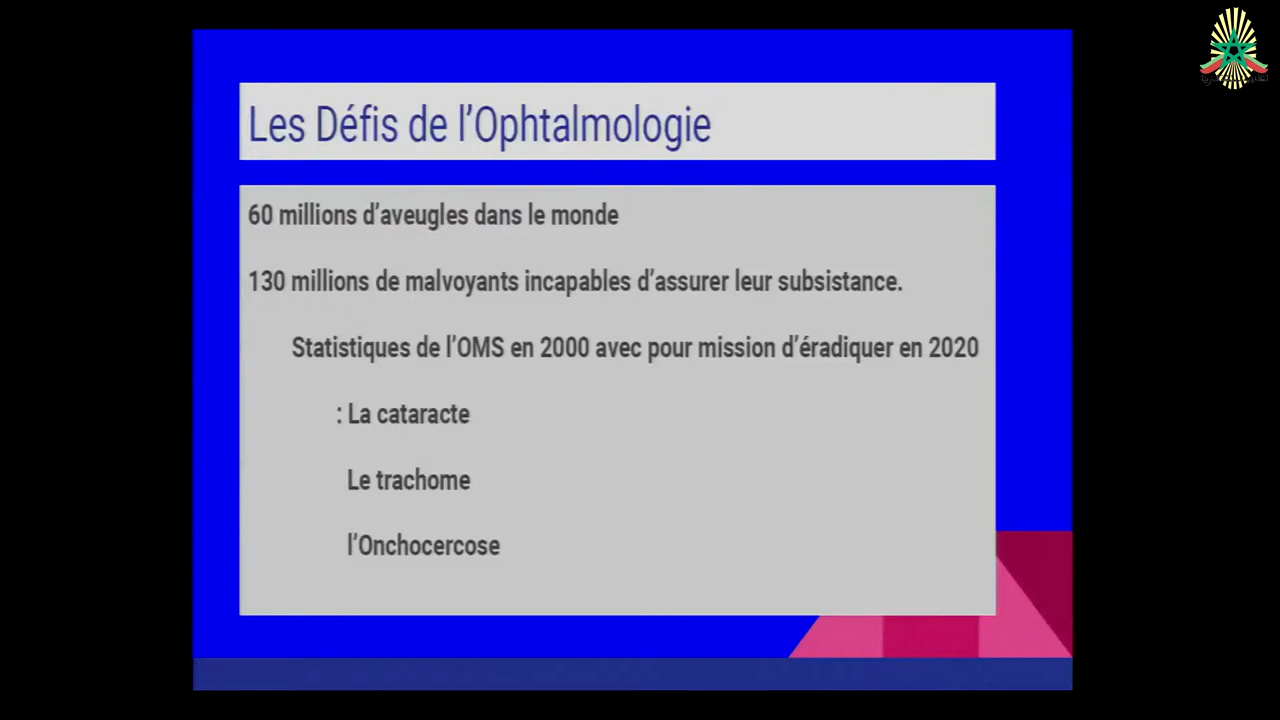 Les Défis de l’Ophtalmologie
60 millions d’aveugles dans le monde
130 millions de malvoyants incapables d’assurer leur subsistance.
Statistiques de l’OMS en 2000 avec pour mission d’éradiquer en 2020
: La cataracte
Le trachome
l’Onchocercose